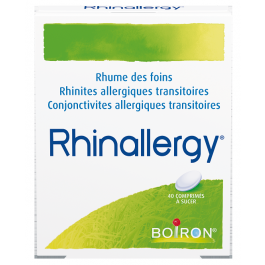 Rhume des foins
Rhinites allergiques transitoires
Conjonctivites allergiques transitoires
Rhinallergy®
40 COMPRIMÉS
À SUCER
BOIRON®